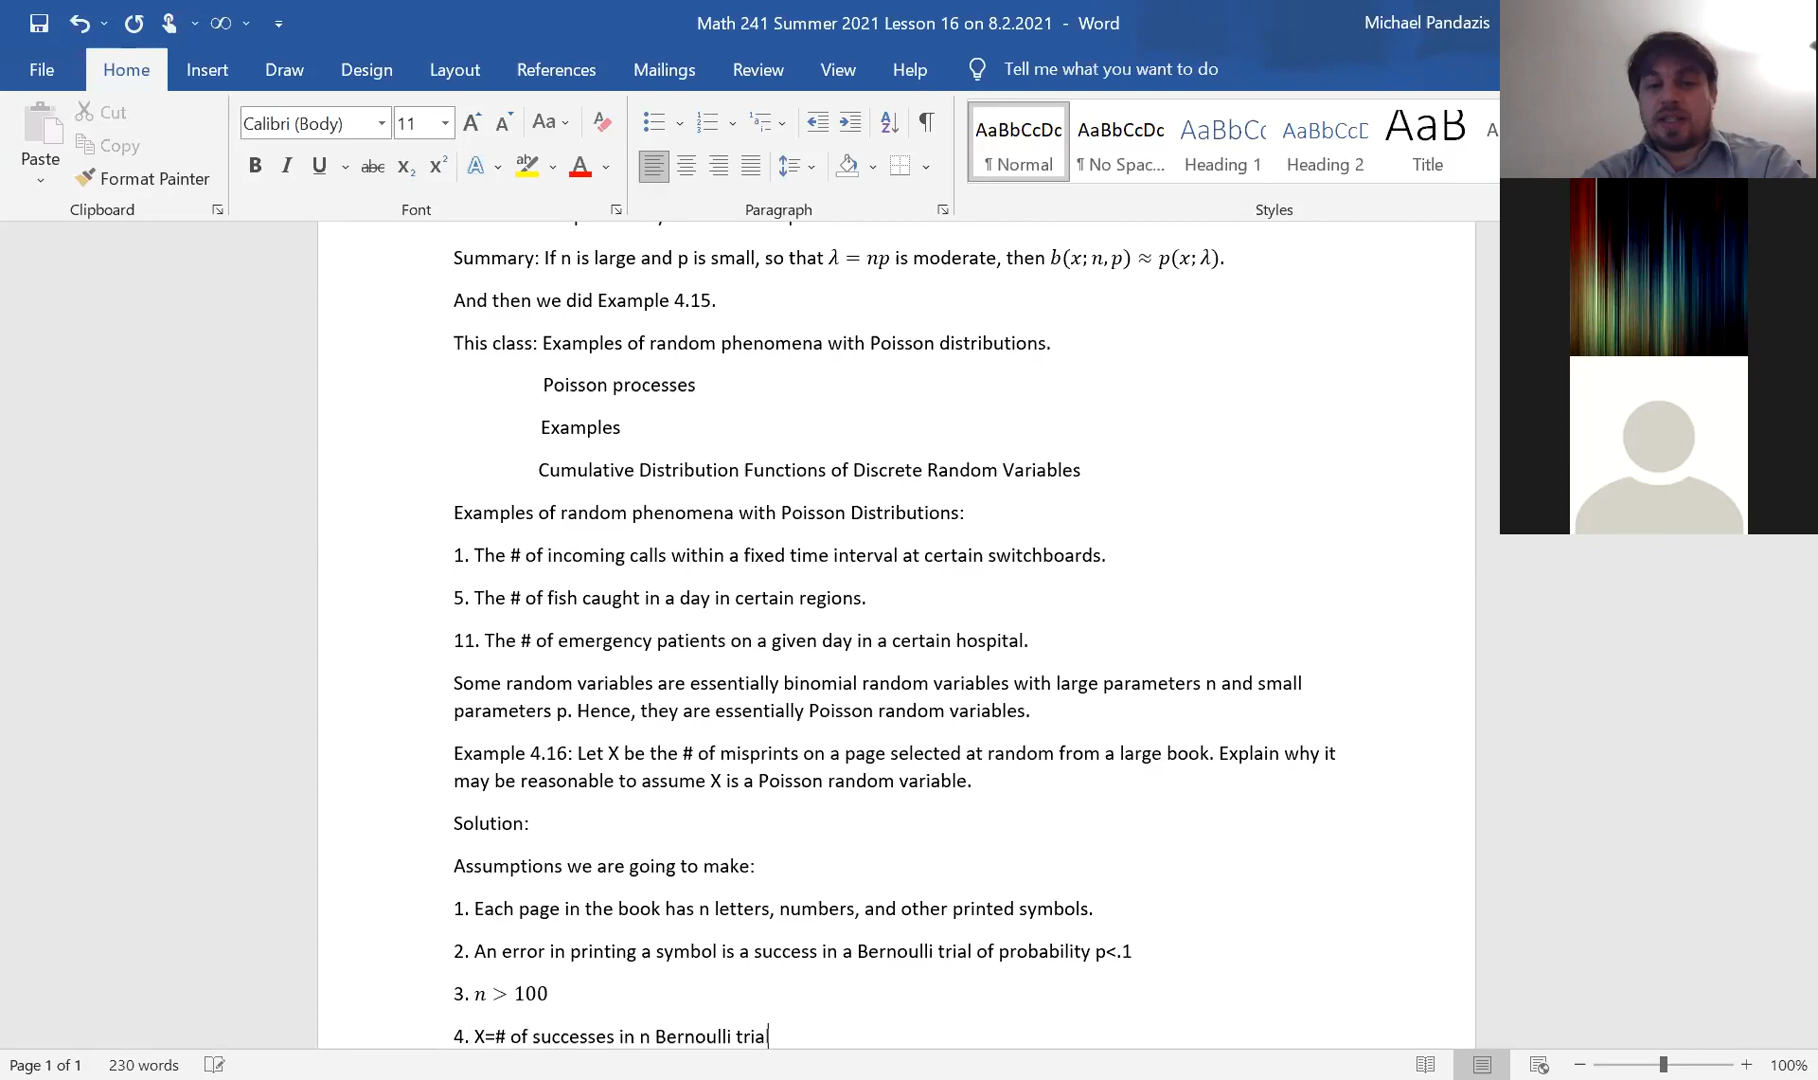 Math 241 Summer 2021 Lesson 16 on 8.2.2021 - Word
Michael Pandazis
File Home Insert Draw Design Layout References Mailings Review View Help Tell me what you want to do
Paste
Cut
Copy
Format Painter
Clipboard
Calibri (Body) 11
Font
Paragraph
AaBbCcDc AaBbCcDc AaBbCc AaBbCcD AaB
¶ Normal ¶ No Spac... Heading 1 Heading 2 Title
Styles
Summary: If n is large and p is small, so that λ = np is moderate, then b(x; n, p) ≈ p(x; λ).
And then we did Example 4.15.
This class: Examples of random phenomena with Poisson distributions.
Poisson processes
Examples
Cumulative Distribution Functions of Discrete Random Variables
Examples of random phenomena with Poisson Distributions:
1. The # of incoming calls within a fixed time interval at certain switchboards.
5. The # of fish caught in a day in certain regions.
11. The # of emergency patients on a given day in a certain hospital.
Some random variables are essentially binomial random variables with large parameters n and small
parameters p. Hence, they are essentially Poisson random variables.
Example 4.16: Let X be the # of misprints on a page selected at random from a large book. Explain why it
may be reasonable to assume X is a Poisson random variable.
Solution:
Assumptions we are going to make:
1. Each page in the book has n letters, numbers, and other printed symbols.
2. An error in printing a symbol is a success in a Bernoulli trial of probability p<.1
3. n > 100
4. X=# of successes in n Bernoulli trial
Page 1 of 1 230 words 100%